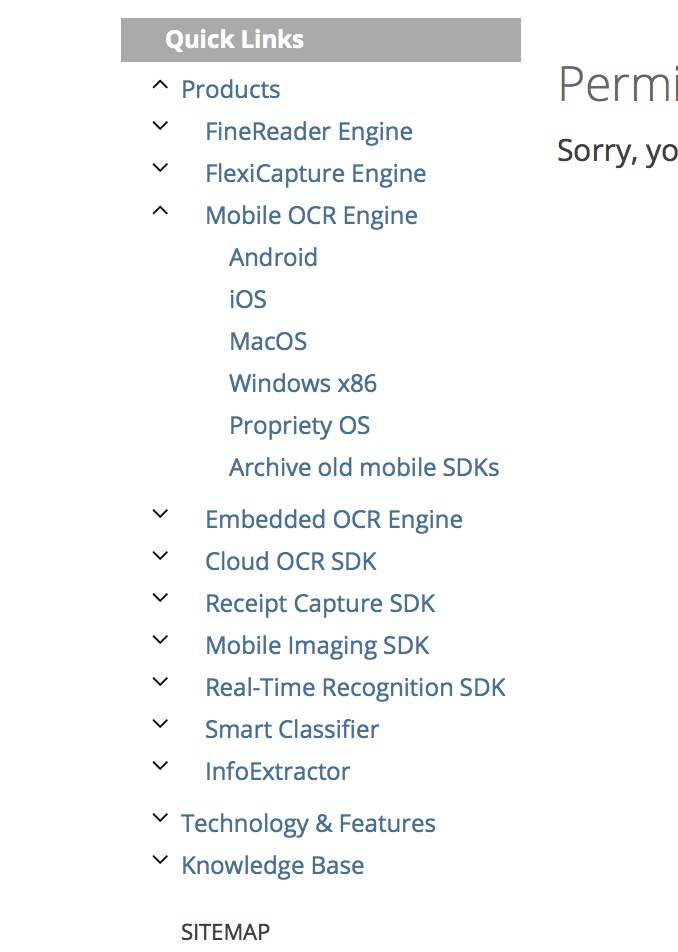 Quick Links
Products
FineReader Engine
FlexiCapture Engine
Mobile OCR Engine
Android
iOS
MacOS
Windows x86
Propriety OS
Archive old mobile SDKs
Embedded OCR Engine
Cloud OCR SDK
Receipt Capture SDK
Mobile Imaging SDK
Real-Time Recognition SDK
Smart Classifier
InfoExtractor
Technology & Features
Knowledge Base
SITEMAP
Permi
Sorry, yo